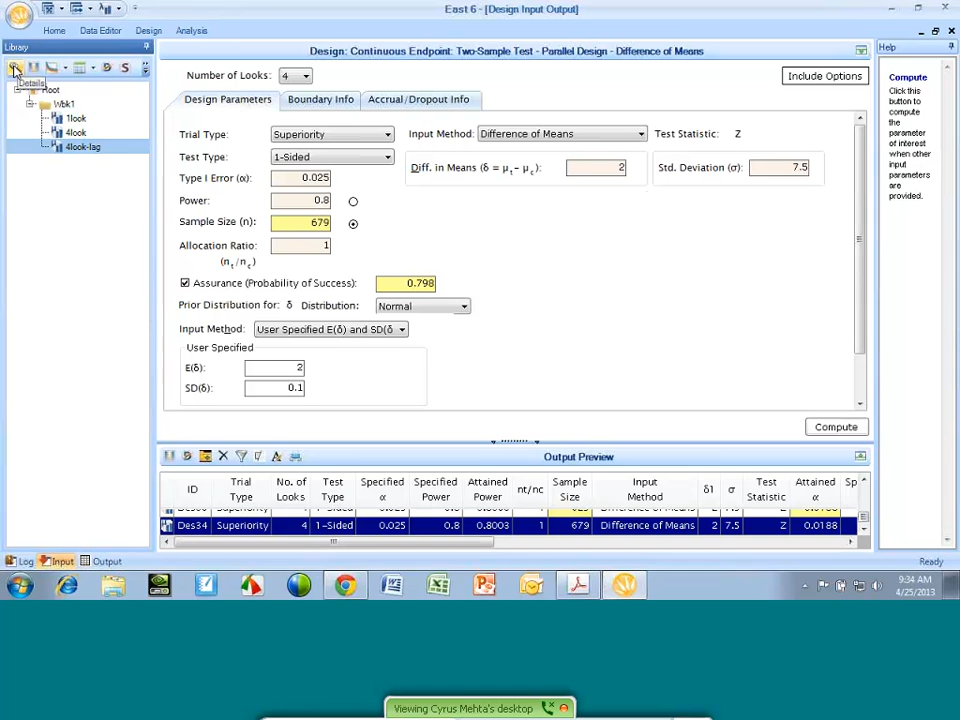 East 6 - [Design Input Output]
Home Data Editor Design Analysis
Library
Help
Details
Root
Wbk1
1look
4look
4look-lag
Design: Continuous Endpoint: Two-Sample Test - Parallel Design - Difference of Means
Number of Looks: 4
Include Options
Design Parameters Boundary Info Accrual/Dropout Info
Trial Type: Superiority
Input Method: Difference of Means
Test Statistic: Z
Test Type: 1-Sided
Diff. in Means (δ = μt - μc): 2
Std. Deviation (σ): 7.5
Type I Error (α): 0.025
Power: 0.8
Sample Size (n): 679
Allocation Ratio: 1
(nt/nc)
Assurance (Probability of Success): 0.798
Prior Distribution for: δ Distribution: Normal
Input Method: User Specified E(δ) and SD(δ
User Specified
E(δ): 2
SD(δ): 0.1
Compute
Compute
Click this
button to
compute
the
parameter
of interest
when other
input
parameters
are
provided.
Output Preview
ID Trial Type No. of Looks Test Type Specified α Specified Power Attained Power nt/nc Sample Size Input Method δ1 σ Test Statistic Attained α Sp
Des34 Superiority 4 1-Sided 0.025 0.8 0.8003 1 679 Difference of Means 2 7.5 Z 0.0188
Log Input Output
Ready
9:34 AM
4/25/2013
Viewing Cyrus Mehta's desktop